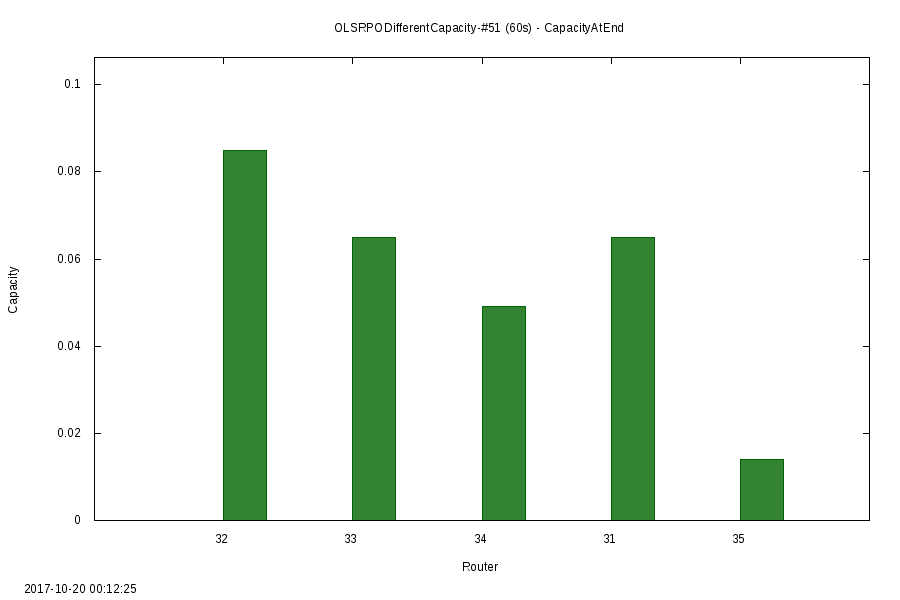 OLSRPODifferentCapacity-#51 (60s) - CapacityAtEnd
0.1
0.08
0.06
0.04
0.02
0
Capacity
32 33 34 31 35
Router
2017-10-20 00:12:25